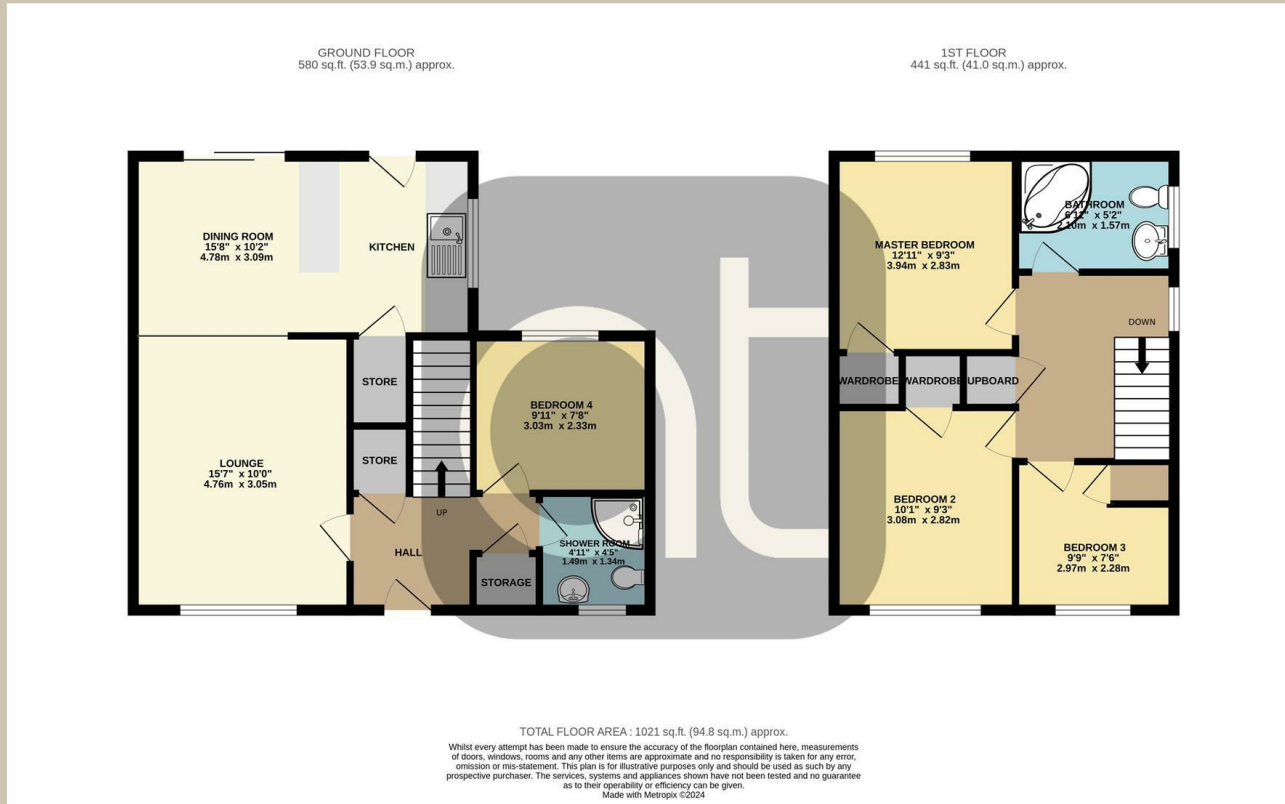 GROUND FLOOR
580 sq.ft. (53.9 sq.m.) approx.
1ST FLOOR
441 sq.ft. (41.0 sq.m.) approx.
DINING ROOM
15'8" x 10'2"
4.78m x 3.09m
KITCHEN
STORE
STORE
LOUNGE
15'7" x 10'0"
4.76m x 3.05m
UP
HALL
BEDROOM 4
9'11" x 7'8"
3.03m x 2.33m
SHOWER ROOM
4'11" x 4'5"
1.49m x 1.34m
STORAGE
nt
MASTER BEDROOM
12'11" x 9'3"
3.94m x 2.83m
BATHROOM
6'11" x 5'2"
2.10m x 1.57m
DOWN
WARDROBE
WARDROBE
UPBOARD
BEDROOM 2
10'1" x 9'3"
3.08m x 2.82m
BEDROOM 3
9'9" x 7'6"
2.97m x 2.28m
TOTAL FLOOR AREA : 1021 sq.ft. (94.8 sq.m.) approx.
Whilst every attempt has been made to ensure the accuracy of the floorplan contained here, measurements
of doors, windows, rooms and any other items are approximate and no responsibility is taken for any error,
omission or mis-statement. This plan is for illustrative purposes only and should be used as such by any
prospective purchaser. The services, systems and appliances shown have not been tested and no guarantee
as to their operability or efficiency can be given.
Made with Metropix ©2024